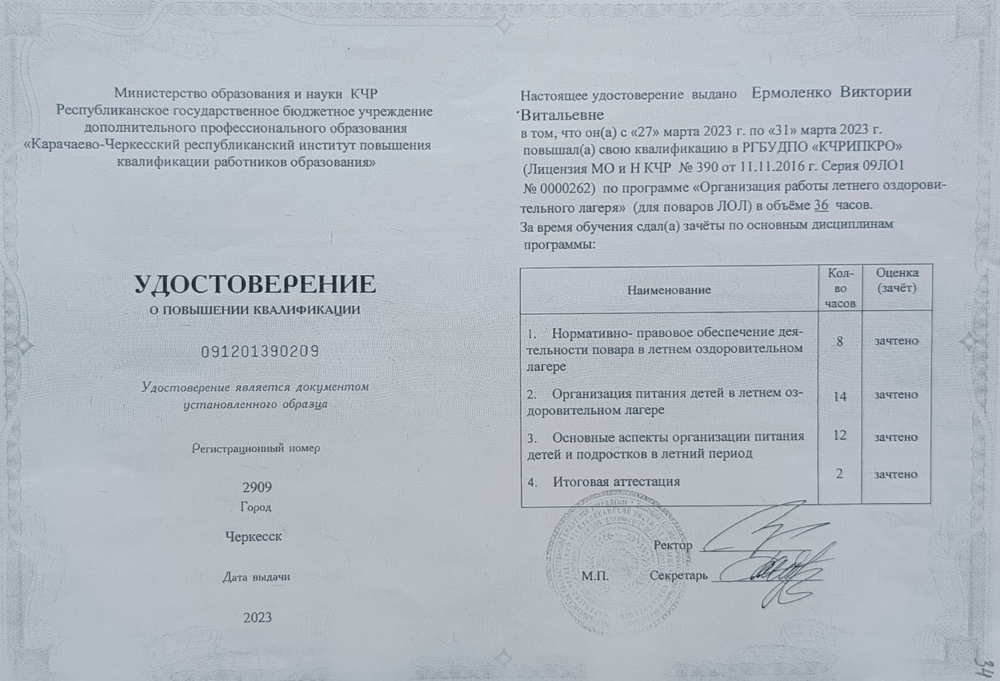 Министерство образования и науки КЧР
Республиканское государственное бюджетное учреждение
дополнительного профессионального образования
«Карачаево-Черкесский республиканский институт повышения
квалификации работников образования»
УДОСТОВЕРЕНИЕ
О ПОВЫШЕНИИ КВАЛИФИКАЦИИ
091201390209
Удостоверение является документом
установленного образца
Регистрационный номер
2909
Город
Черкесск
Дата выдачи
2023
Настоящее удостоверение выдано Ермоленко Виктории
Витальевне
в том, что он(а) с «27» марта 2023 г. по «31» марта 2023 г.
повышал(а) свою квалификацию в РГБУДПО «КЧРИПКРО»
(Лицензия МО и Н КЧР № 390 от 11.11.2016 г. Серия 09ЛО1
№ 0000262) по программе «Организация работы летнего оздорови-
тельного лагеря» (для поваров ЛОЛ) в объёме 36 часов.
За время обучения сдал(а) зачёты по основным дисциплинам
программы:
Наименование
Кол-
во
часов
Оценка
(зачёт)
1. Нормативно- правовое обеспечение дея-
тельности повара в летнем оздоровительном
лагере
8
зачтено
2. Организация питания детей в летнем оз-
доровительном лагере
14
зачтено
3. Основные аспекты организации питания
детей и подростков в летний период
12
зачтено
4. Итоговая аттестация
2
зачтено
Ректор
М.П. Секретарь
34